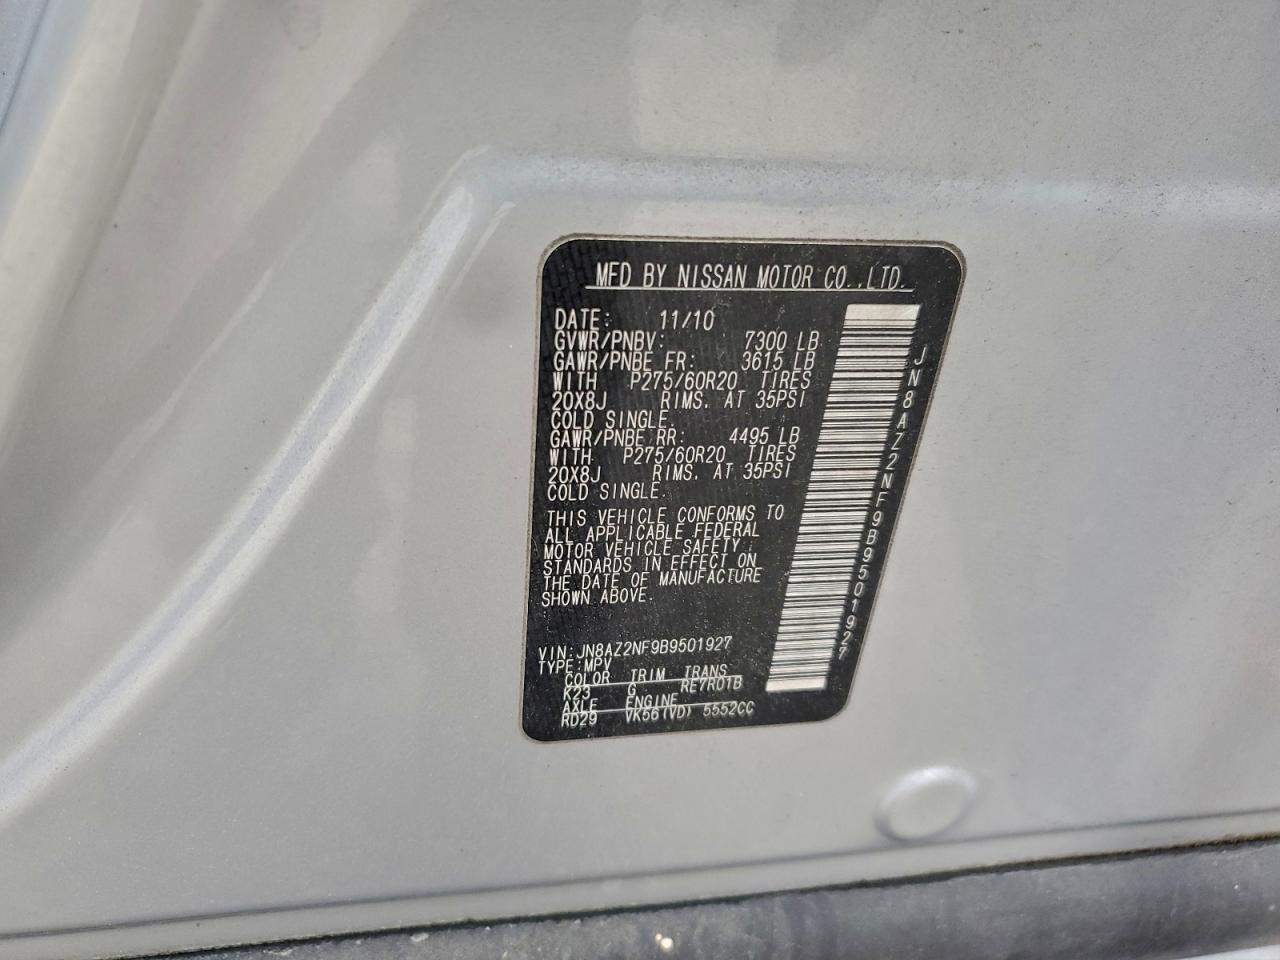 MFD BY NISSAN MOTOR CO.,LTD.
DATE: 11/10
GVWR/PNBV: 7300 LB
GAWR/PNBE FR: 3615 LB
WITH P275/60R20 TIRES
20X8J RIMS. AT 35PSI
COLD SINGLE.
GAWR/PNBE RR: 4495 LB
WITH P275/60R20 TIRES
20X8J RIMS. AT 35PSI
COLD SINGLE.
THIS VEHICLE CONFORMS TO
ALL APPLICABLE FEDERAL
MOTOR VEHICLE SAFETY
STANDARDS IN EFFECT ON
THE DATE OF MANUFACTURE
SHOWN ABOVE.
VIN:JN8AZ2NF9B9501927
TYPE:MPV
COLOR TRIM TRANS
K23 G RE7R01B
AXLE ENGINE
RD29 VK56(VD) 5552CC
JN8AZ2NF9B9501927